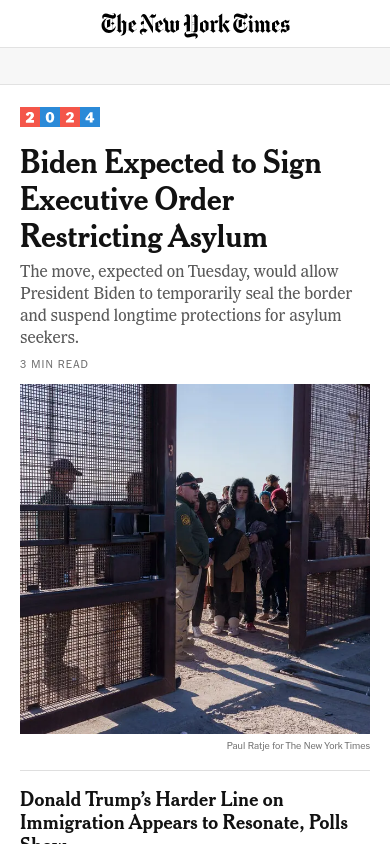 The New York Times
2024
Biden Expected to Sign
Executive Order
Restricting Asylum
The move, expected on Tuesday, would allow
President Biden to temporarily seal the border
and suspend longtime protections for asylum
seekers.
3 MIN READ
Paul Ratje for The New York Times
Donald Trump’s Harder Line on
Immigration Appears to Resonate, Polls
Show